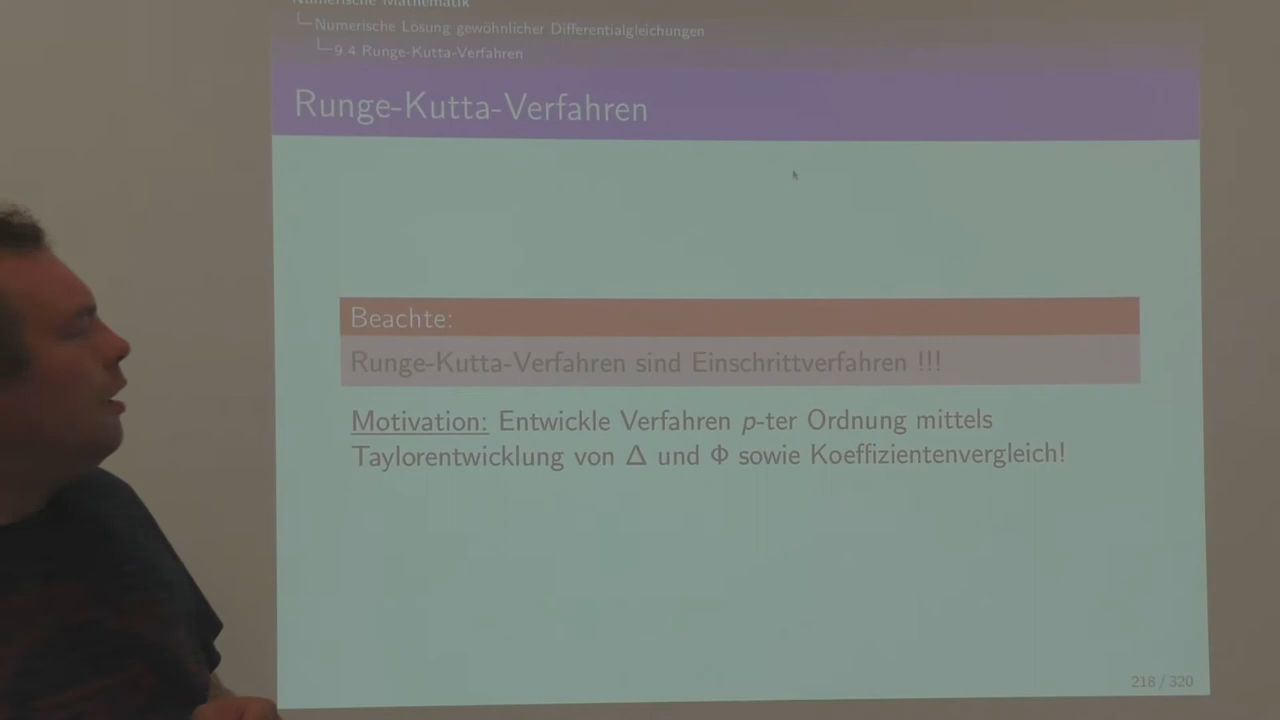 Numerische Mathematik
Numerische Lösung gewöhnlicher Differentialgleichungen
9.4 Runge-Kutta-Verfahren
Runge-Kutta-Verfahren
Beachte:
Runge-Kutta-Verfahren sind Einschrittverfahren !!!
Motivation: Entwickle Verfahren p-ter Ordnung mittels
Taylorentwicklung von Δ und Φ sowie Koeffizientenvergleich!
218 / 320